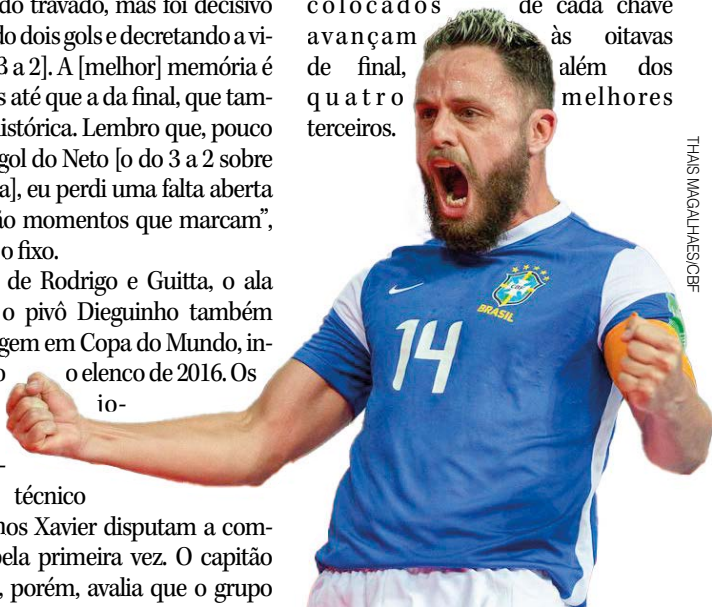 do travado, mas foi decisivo
do dois gols e decretando a vi-
3 a 2]. A [melhor] memória é
s até que a da final, que tam-
istórica. Lembro que, pouco
gol do Neto [o do 3 a 2 sobre
a], eu perdi uma falta aberta
ão momentos que marcam”,
o fixo.
de Rodrigo e Guitta, o ala
o pivô Dieguinho também
gem em Copa do Mundo, in-
o o elenco de 2016. Os
jo-
-
técnico
nos Xavier disputam a com-
pela primeira vez. O capitão
, porém, avalia que o grupo
colocados de cada chave
avançam às oitavas
de final, além dos
quatro melhores
terceiros.
THAIS MAGALHAES/CBF
CBF
BRASIL
14